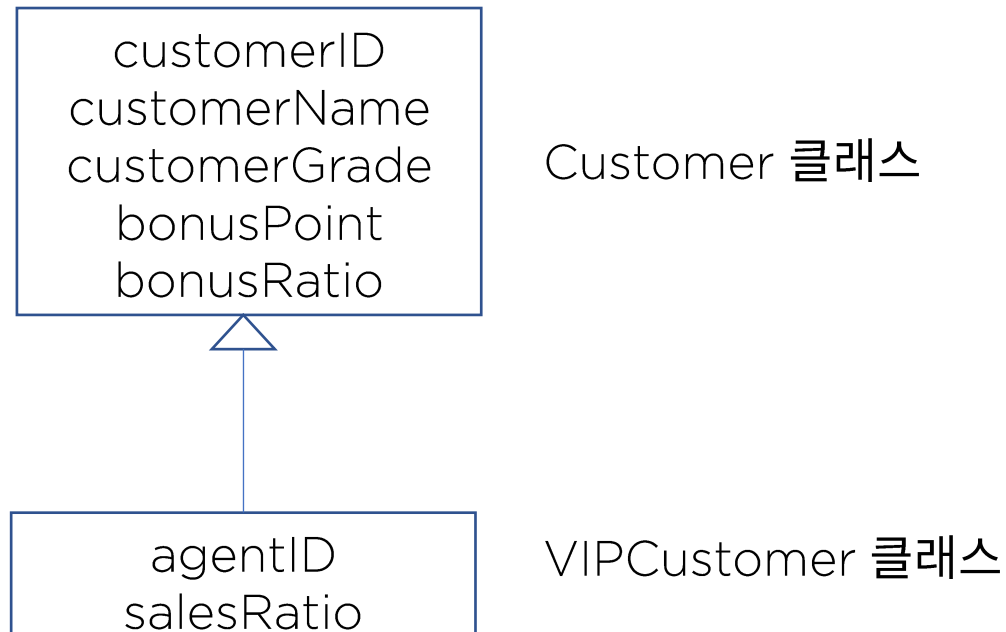 customerID
customerName
customerGrade
bonusPoint
bonusRatio
Customer 클래스
agentID
salesRatio
VIPCustomer 클래스